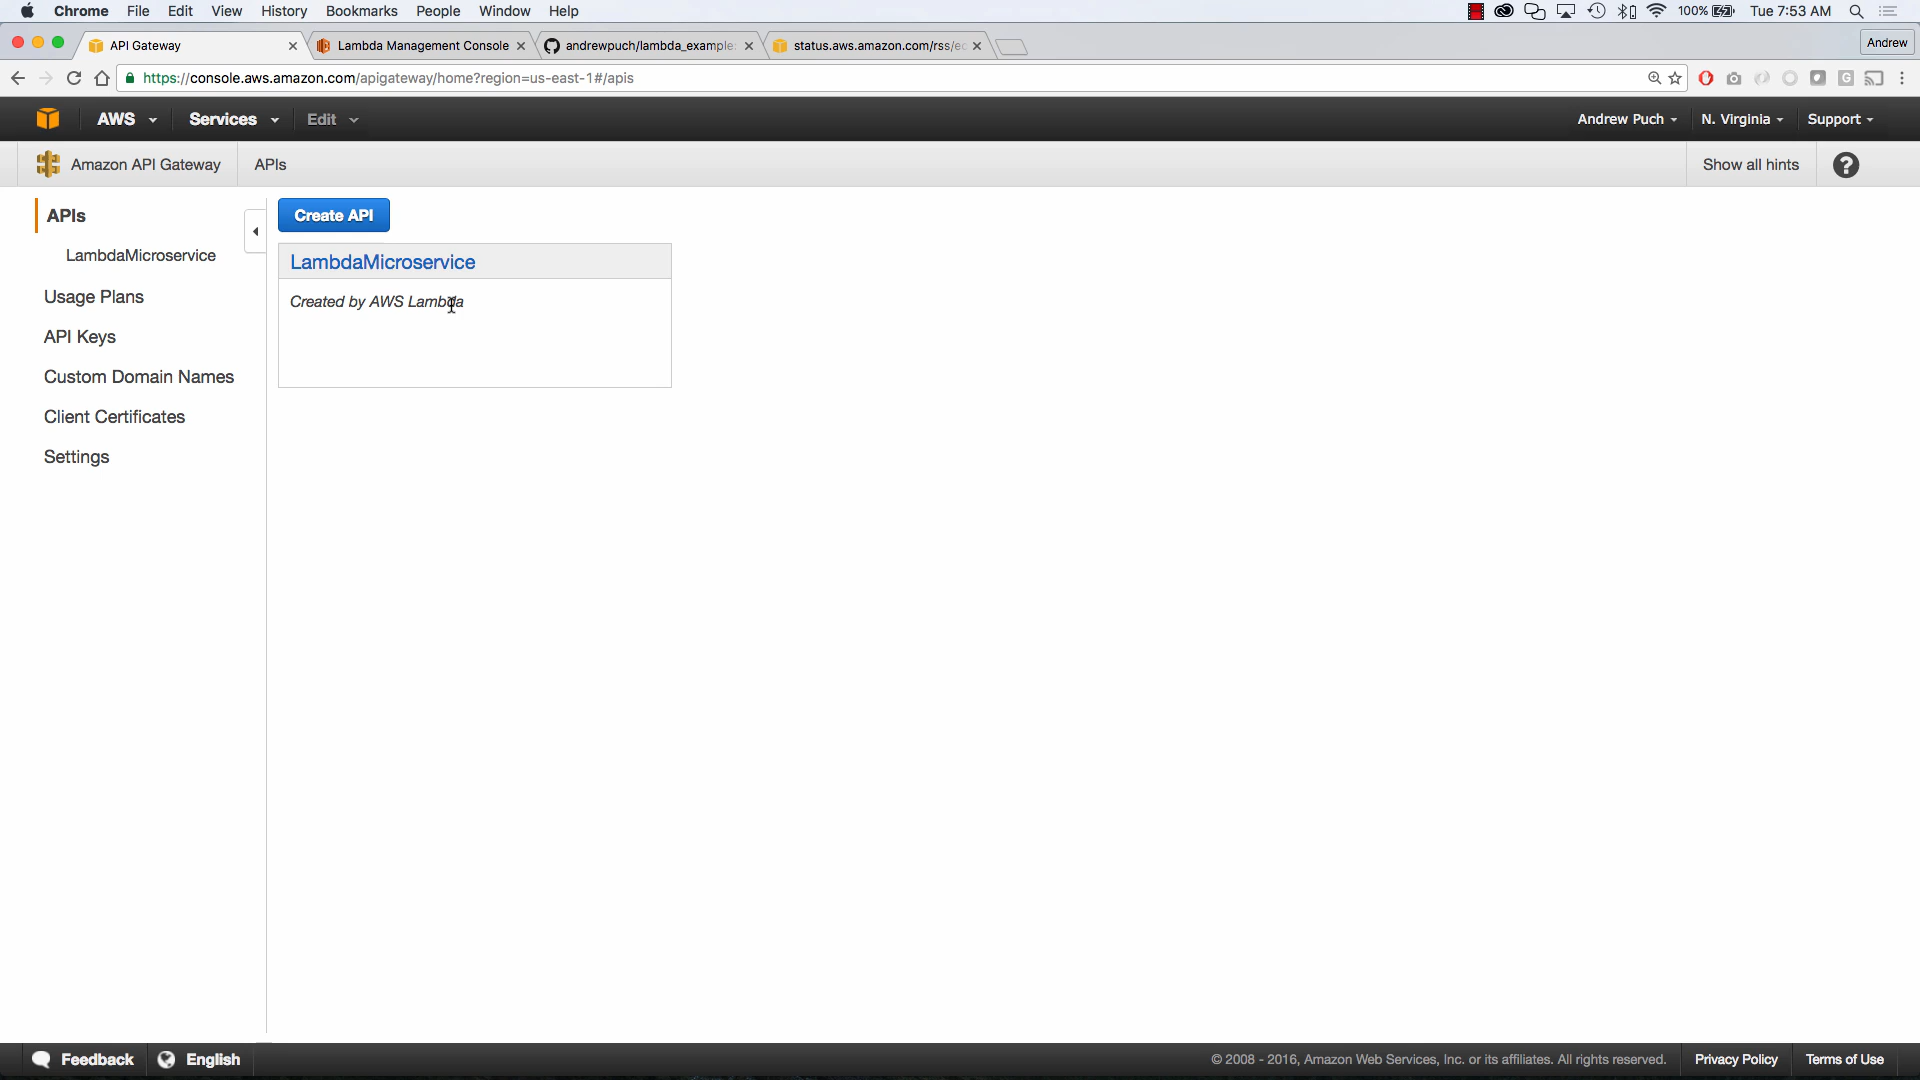 Chrome File Edit View History Bookmarks People Window Help 100% Tue 7:53 AM
API Gateway Lambda Management Console andrewpuch/lambda_example status.aws.amazon.com/rss/ec Andrew
https://console.aws.amazon.com/apigateway/home?region=us-east-1#/apis
AWS Services Edit Andrew Puch N. Virginia Support
Amazon API Gateway APIs Show all hints ?
APIs
Create API
LambdaMicroservice
LambdaMicroservice
Created by AWS Lambda
Usage Plans
API Keys
Custom Domain Names
Client Certificates
Settings
Feedback English © 2008 - 2016, Amazon Web Services, Inc. or its affiliates. All rights reserved. Privacy Policy Terms of Use